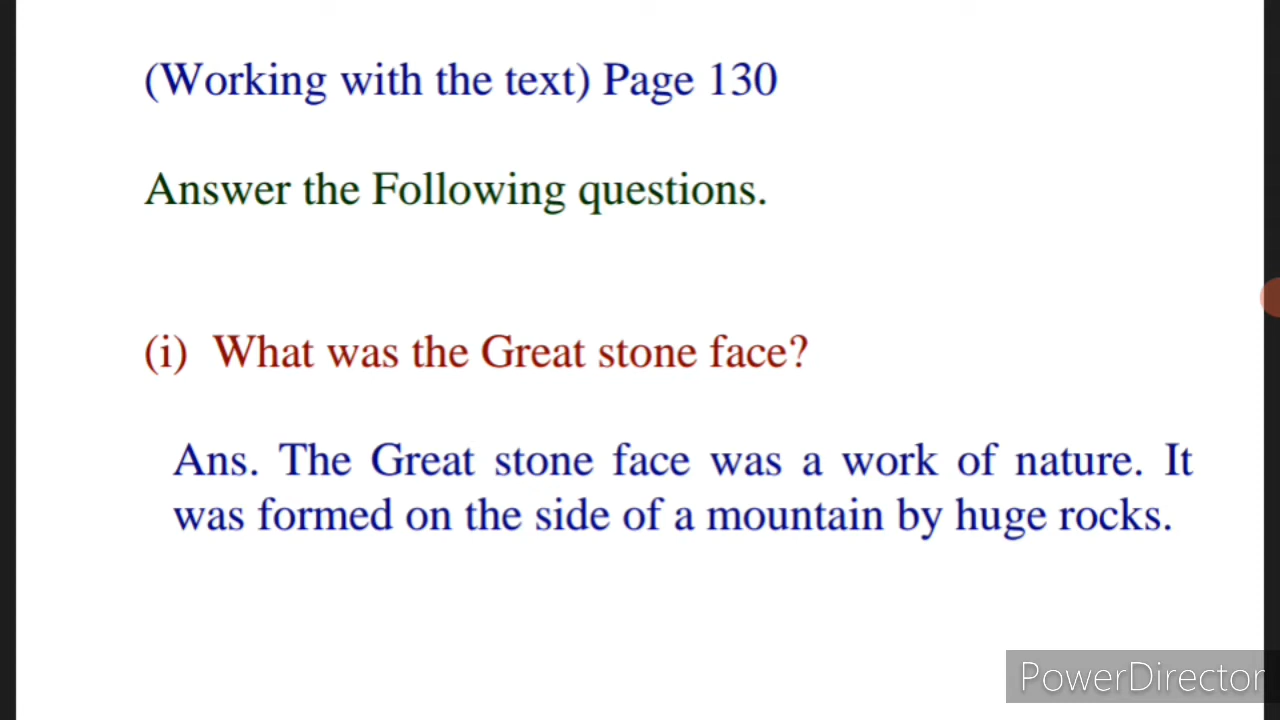 (Working with the text) Page 130
Answer the Following questions.
(i) What was the Great stone face?
Ans. The Great stone face was a work of nature. It
was formed on the side of a mountain by huge rocks.
PowerDirector